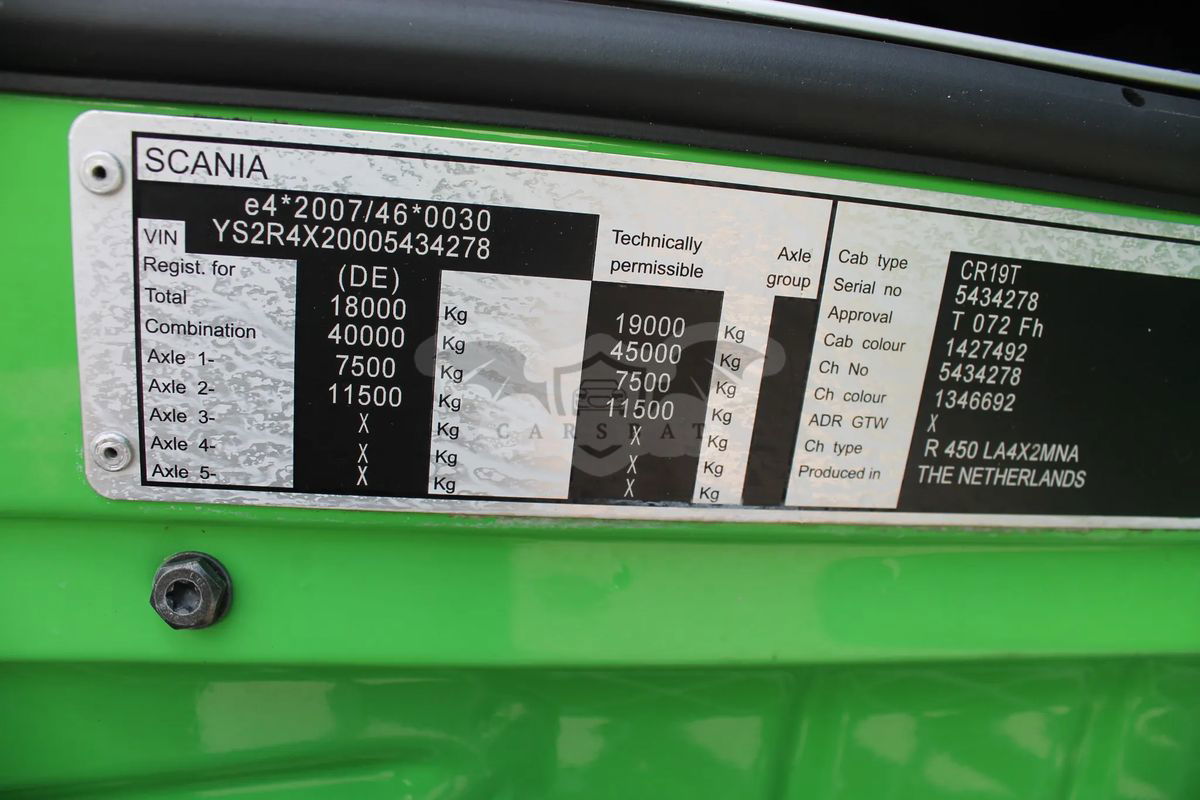 SCANIA
e4*2007/46*0030
VIN YS2R4X20005434278
Regist. for (DE) Technically permissible Axle group
Total 18000 Kg 19000 Kg
Combination 40000 Kg 45000 Kg
Axle 1- 7500 Kg 7500 Kg
Axle 2- 11500 Kg 11500 Kg
Axle 3- X Kg X Kg
Axle 4- X Kg X Kg
Axle 5- X Kg X Kg
Cab type CR19T
Serial no 5434278
Approval T 072 Fh
Cab colour 1427492
Ch No 5434278
Ch colour 1346692
ADR GTW X
Ch type R 450 LA4X2MNA
Produced in THE NETHERLANDS
CARSPAT